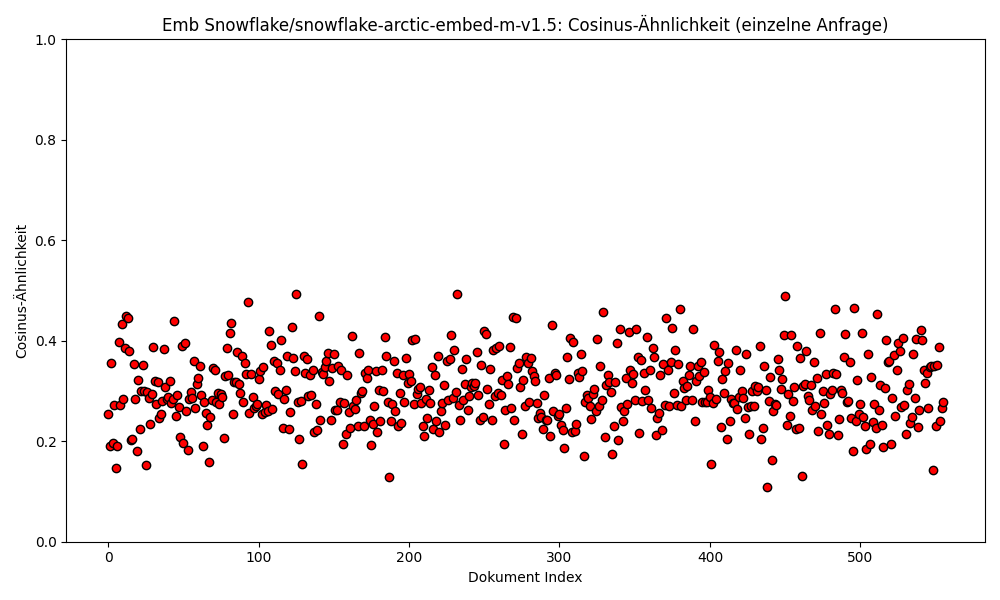 Emb Snowflake/snowflake-arctic-embed-m-v1.5: Cosinus-Ähnlichkeit (einzelne Anfrage)
1.0
0.8
0.6
0.4
0.2
0.0
Cosinus-Ähnlichkeit
0 100 200 300 400 500
Dokument Index